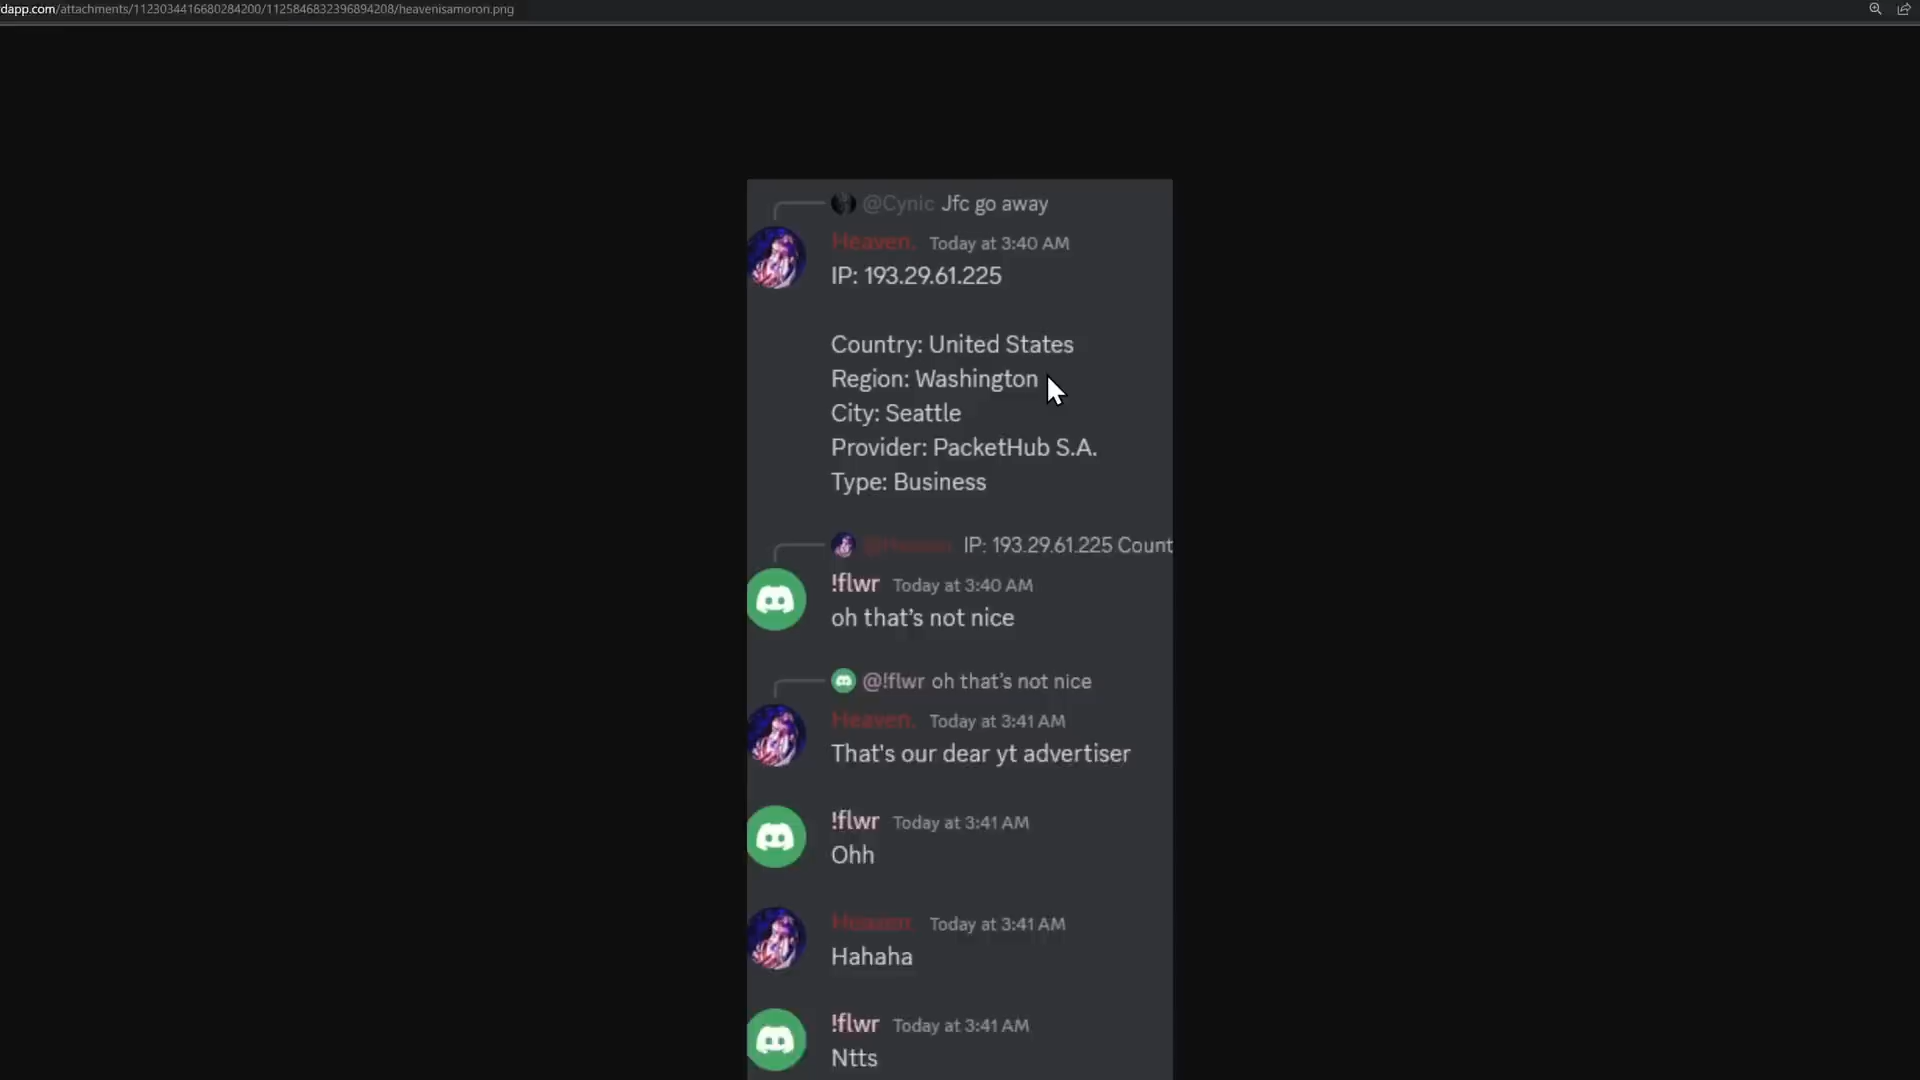 dapp.com/attachments/1123034416680284200/1125846832396894208/heavenisamoron.png
@Cynic Jfc go away
Heaven. Today at 3:40 AM
IP: 193.29.61.225
Country: United States
Region: Washington
City: Seattle
Provider: PacketHub S.A.
Type: Business
@Heaven. IP: 193.29.61.225 Count
!flwr Today at 3:40 AM
oh that's not nice
@!flwr oh that's not nice
Heaven. Today at 3:41 AM
That's our dear yt advertiser
!flwr Today at 3:41 AM
Ohh
Heaven. Today at 3:41 AM
Hahaha
!flwr Today at 3:41 AM
Ntts